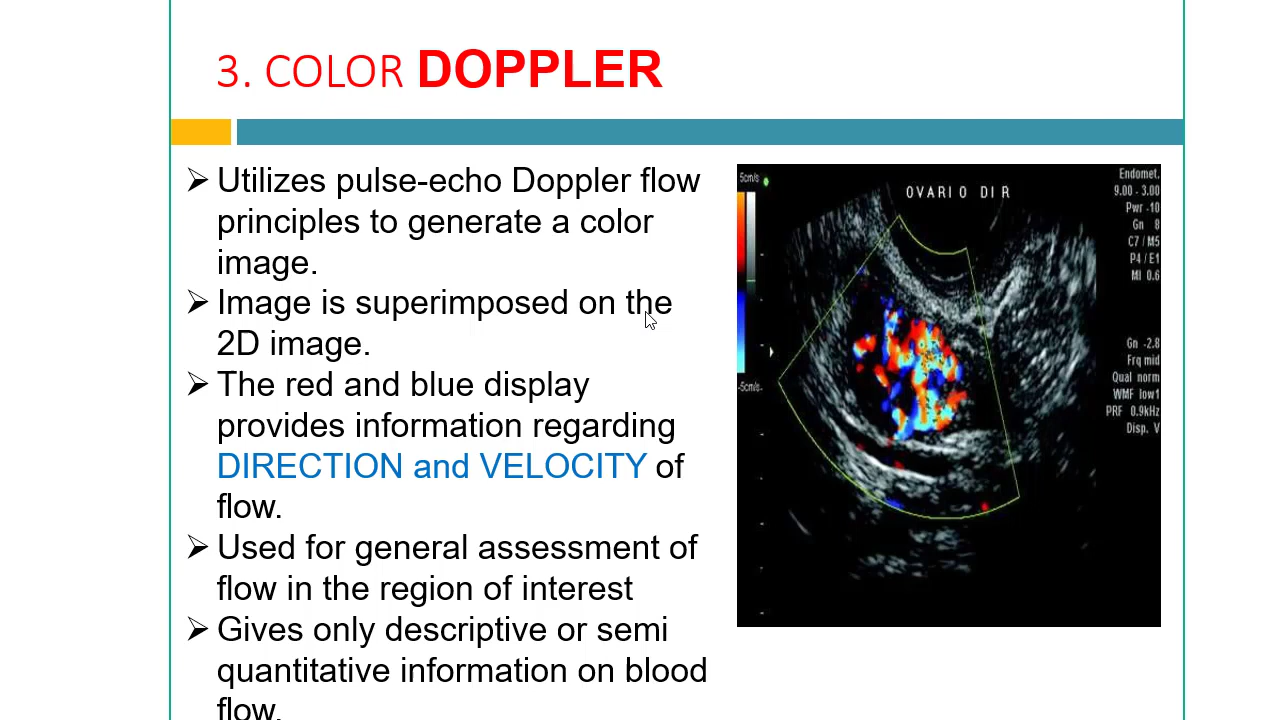 3. COLOR DOPPLER
➢ Utilizes pulse-echo Doppler flow
principles to generate a color
image.
➢ Image is superimposed on the
2D image.
➢ The red and blue display
provides information regarding
DIRECTION and VELOCITY of
flow.
➢ Used for general assessment of
flow in the region of interest
➢ Gives only descriptive or semi
quantitative information on blood
flow.
5cm/s
OVARIO DIR
-5cm/s
Endomet.
9.00 - 3.00
Pwr -10
Gn 8
C7 / M5
P4 / E1
MI 0.6
Gn -2.8
Frq mid
Qual norm
WMF low1
PRF 0.9kHz
Disp. V